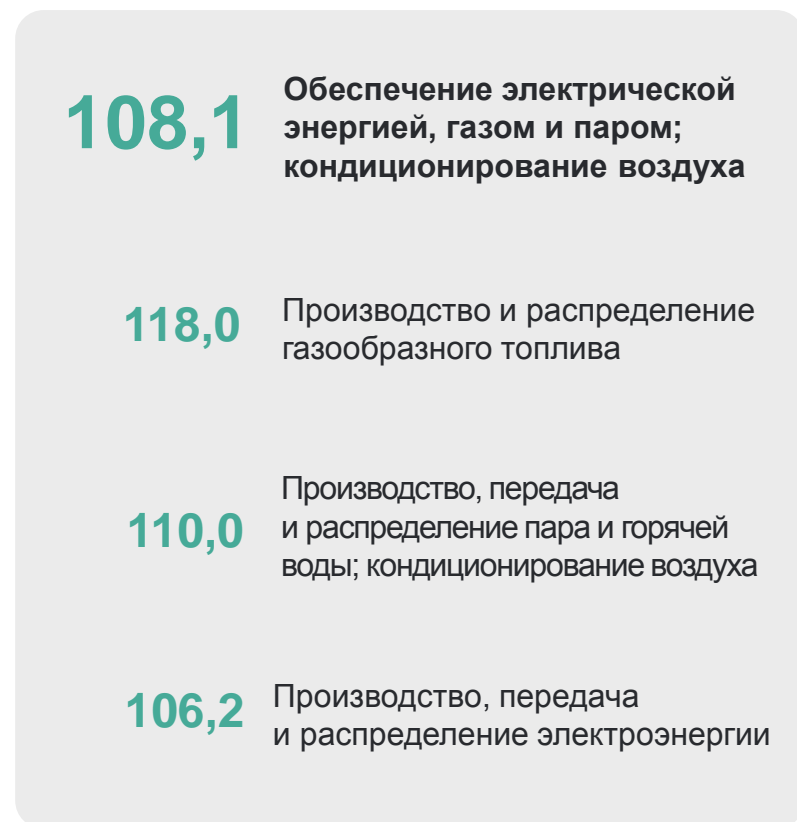 108,1
Обеспечение электрической
энергией, газом и паром;
кондиционирование воздуха
118,0
Производство и распределение
газообразного топлива
110,0
Производство, передача
и распределение пара и горячей
воды; кондиционирование воздуха
106,2
Производство, передача
и распределение электроэнергии